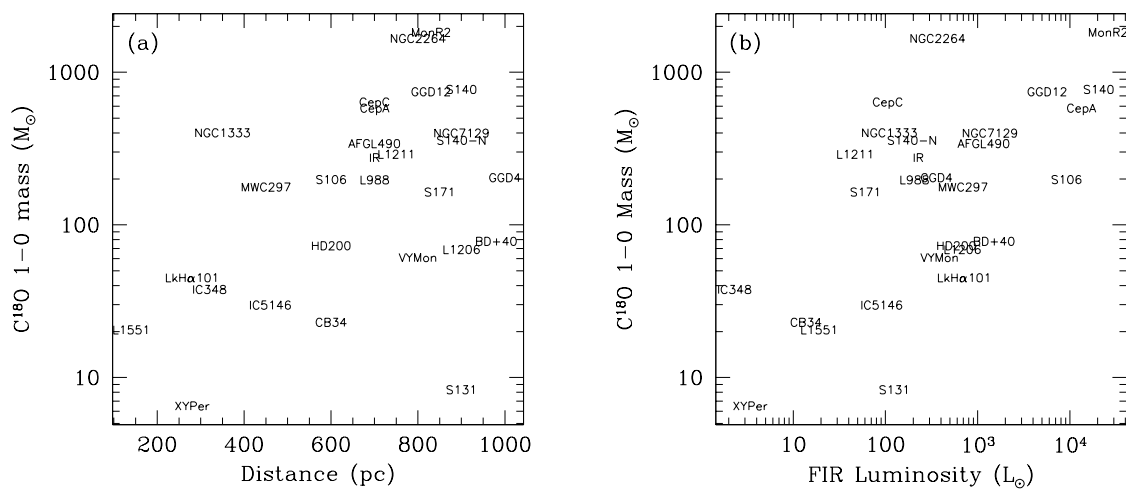 (a)
MonR2
NGC2264
1000
S140
GGD12
CepC
CepA
NGC1333
NGC7129
AFGL490
S140-N
IR
L1211
S106
L988
GGD4
MWC297
S171
100
HD200
BD+40
L1206
VYMon
LkHα101
IC348
IC5146
CB34
L1551
10
S131
XYPer
200 400 600 800 1000
Distance (pc)
C¹⁸O 1-0 mass (M☉)
(b)
MonR2
NGC2264
1000
S140
GGD12
CepC
CepA
NGC1333
NGC7129
S140-N
AFGL490
L1211
IR
L988
GGD4
S106
MWC297
S171
100
HD200
BD+40
L1206
VYMon
LkHα101
IC348
IC5146
CB34
L1551
10
S131
XYPer
10 100 10³ 10⁴
FIR Luminosity (L☉)
C¹⁸O 1-0 Mass (M☉)